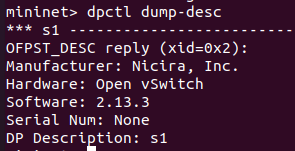 mininet> dpctl dump-desc
*** s1 ------------------------
OFPST_DESC reply (xid=0x2):
Manufacturer: Nicira, Inc.
Hardware: Open vSwitch
Software: 2.13.3
Serial Num: None
DP Description: s1